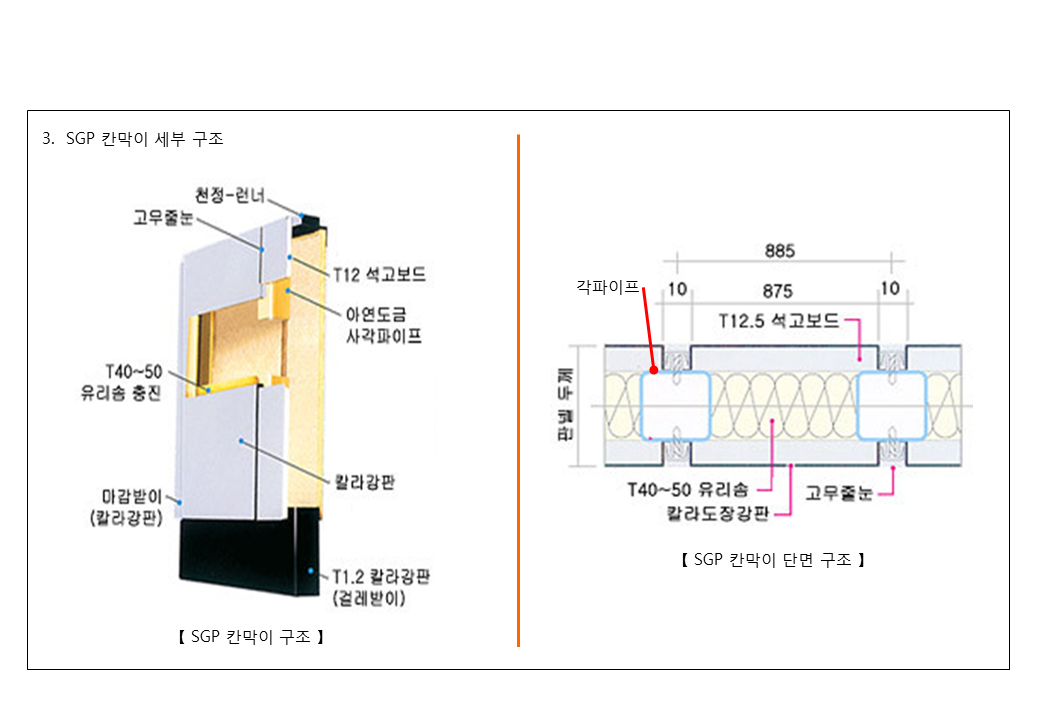 3. SGP 칸막이 세부 구조
천정-런너
고무줄눈
T12 석고보드
아연도금
사각파이프
T40~50
유리솜 충진
칼라강판
마감받이
(칼라강판)
T1.2 칼라강판
(걸레받이)
【 SGP 칸막이 구조 】
885
각파이프
10
875
10
T12.5 석고보드
판넬 두께
T40~50 유리솜
고무줄눈
칼라도장강판
【 SGP 칸막이 단면 구조 】